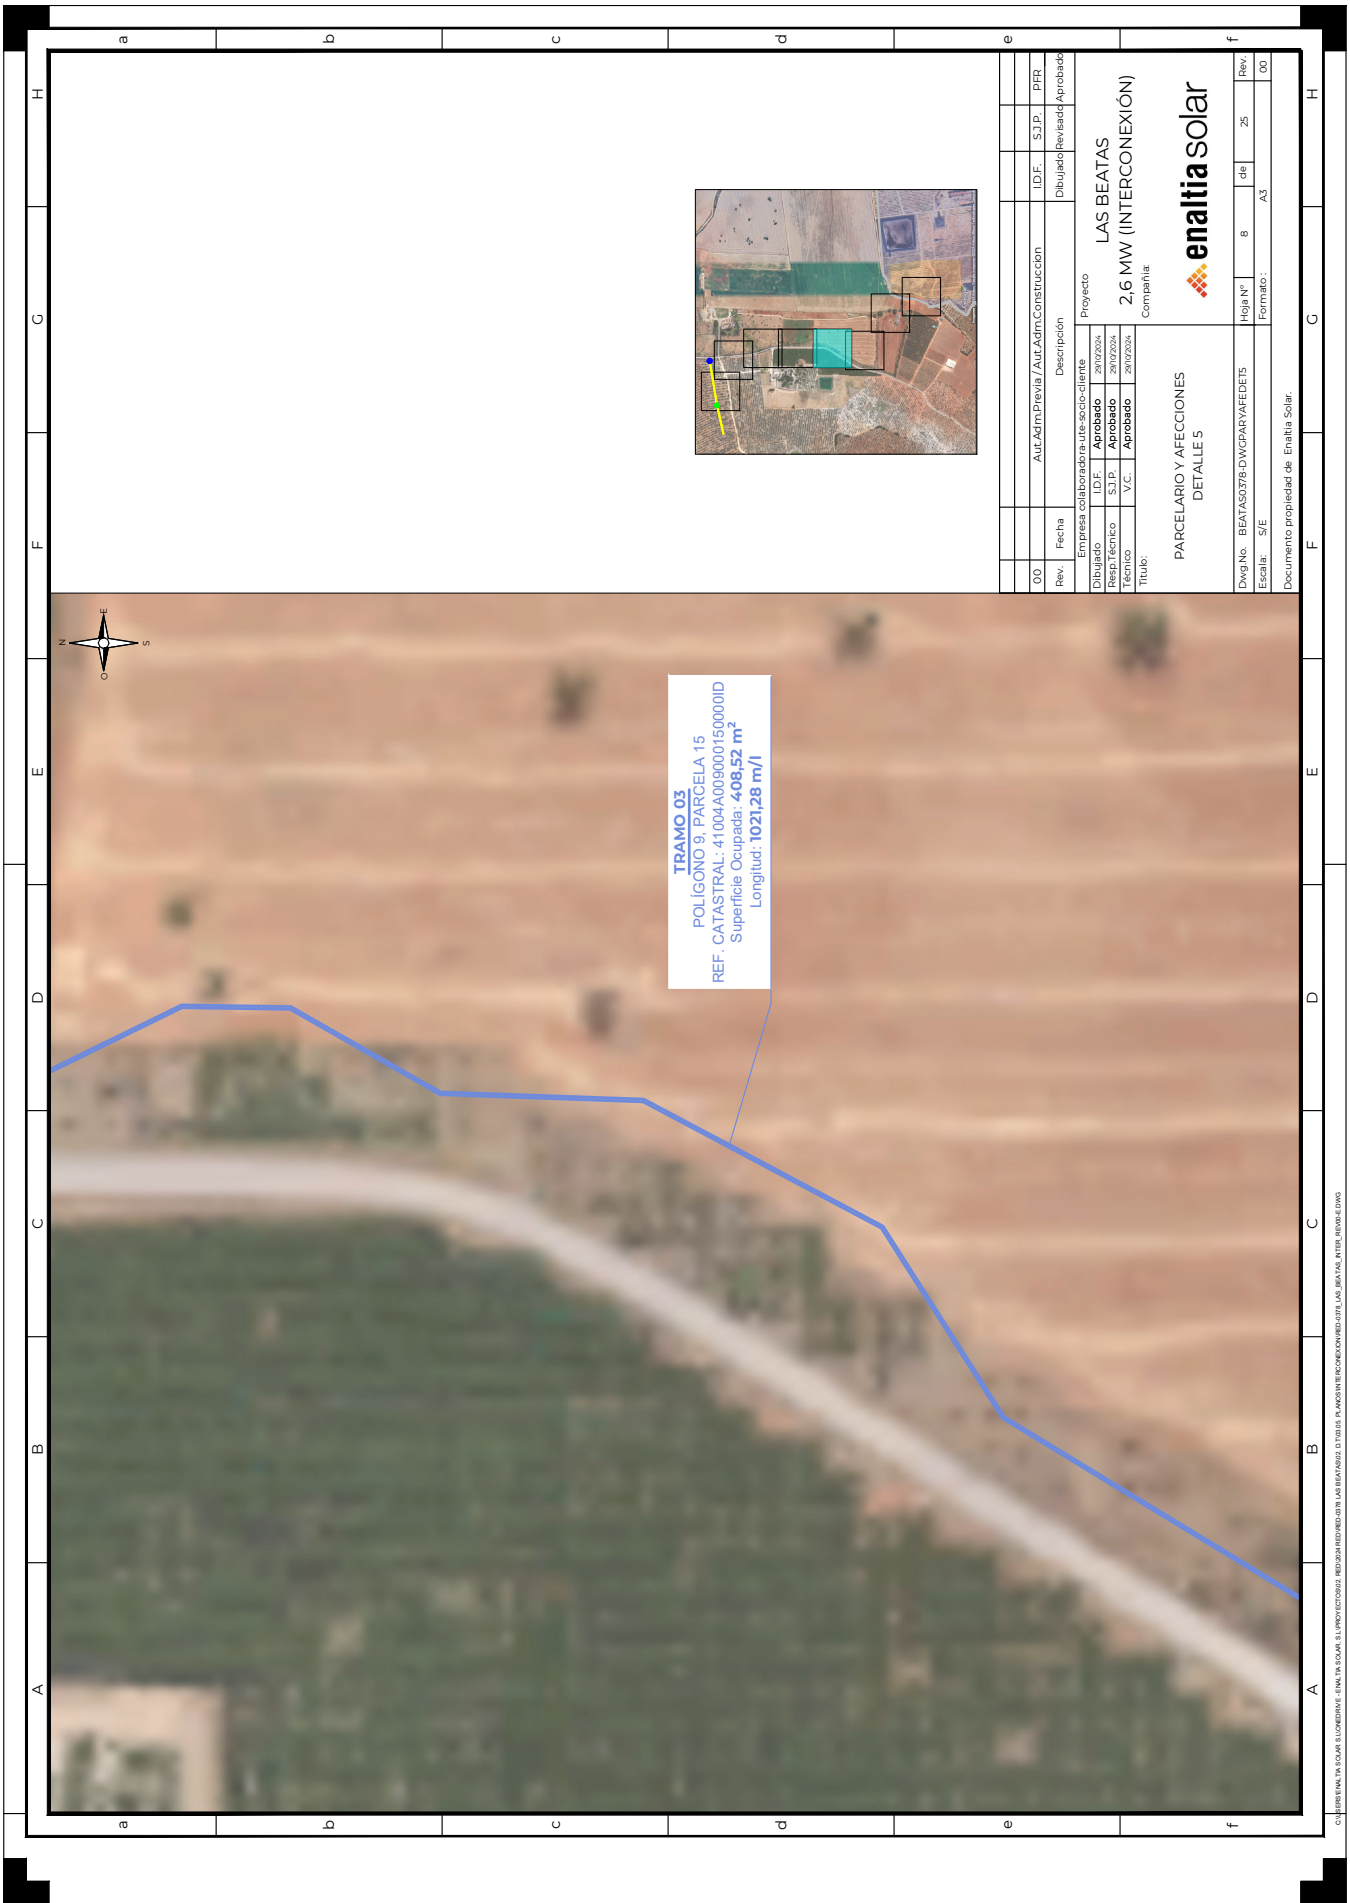 H
G
F
E
D
C
B
A
a
b
c
d
e
f
N
E
S
O
TRAMO 03
POLÍGONO 9, PARCELA 15
REF. CATASTRAL: 41004A009000150000ID
Superficie Ocupada: 408,52 m²
Longitud: 1021,28 m/l
00 Aut.Adm.Previa / Aut.Adm.Construccion I.D.F. S.J.P. PFR
Rev. Fecha Descripción Dibujado Revisado Aprobado
Empresa colaboradora-ute-socio-cliente
Dibujado I.D.F. Aprobado 29/10/2024
Resp.Técnico S.J.P. Aprobado 29/10/2024
Técnico V.C. Aprobado 29/10/2024
Proyecto
LAS BEATAS
2,6 MW (INTERCONEXIÓN)
Título:
PARCELARIO Y AFECCIONES
DETALLE 5
Compañia:
enaltia solar
Dwg.No. BEATAS0378-DWGPARYAFEDET5 Hoja Nº 8 de 25 Rev.
Escala: S/E Formato : A3 00
Documento propiedad de Enaltia Solar.
H
G
F
E
D
C
B
A
a
b
c
d
e
f